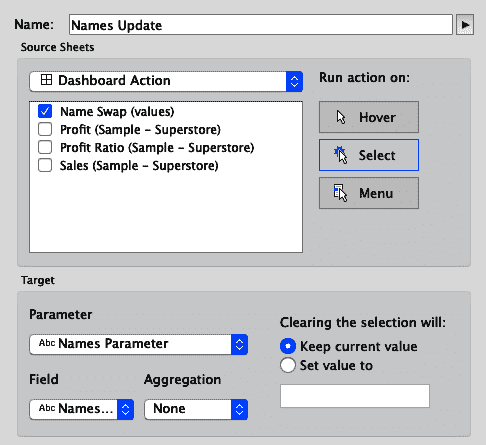 Name: Names Update
Source Sheets
Dashboard Action
Run action on:
Name Swap (values)
Profit (Sample - Superstore)
Profit Ratio (Sample - Superstore)
Sales (Sample - Superstore)
Hover
Select
Menu
Target
Parameter
Abc Names Parameter
Clearing the selection will:
Keep current value
Set value to
Field Aggregation
Abc Names... None